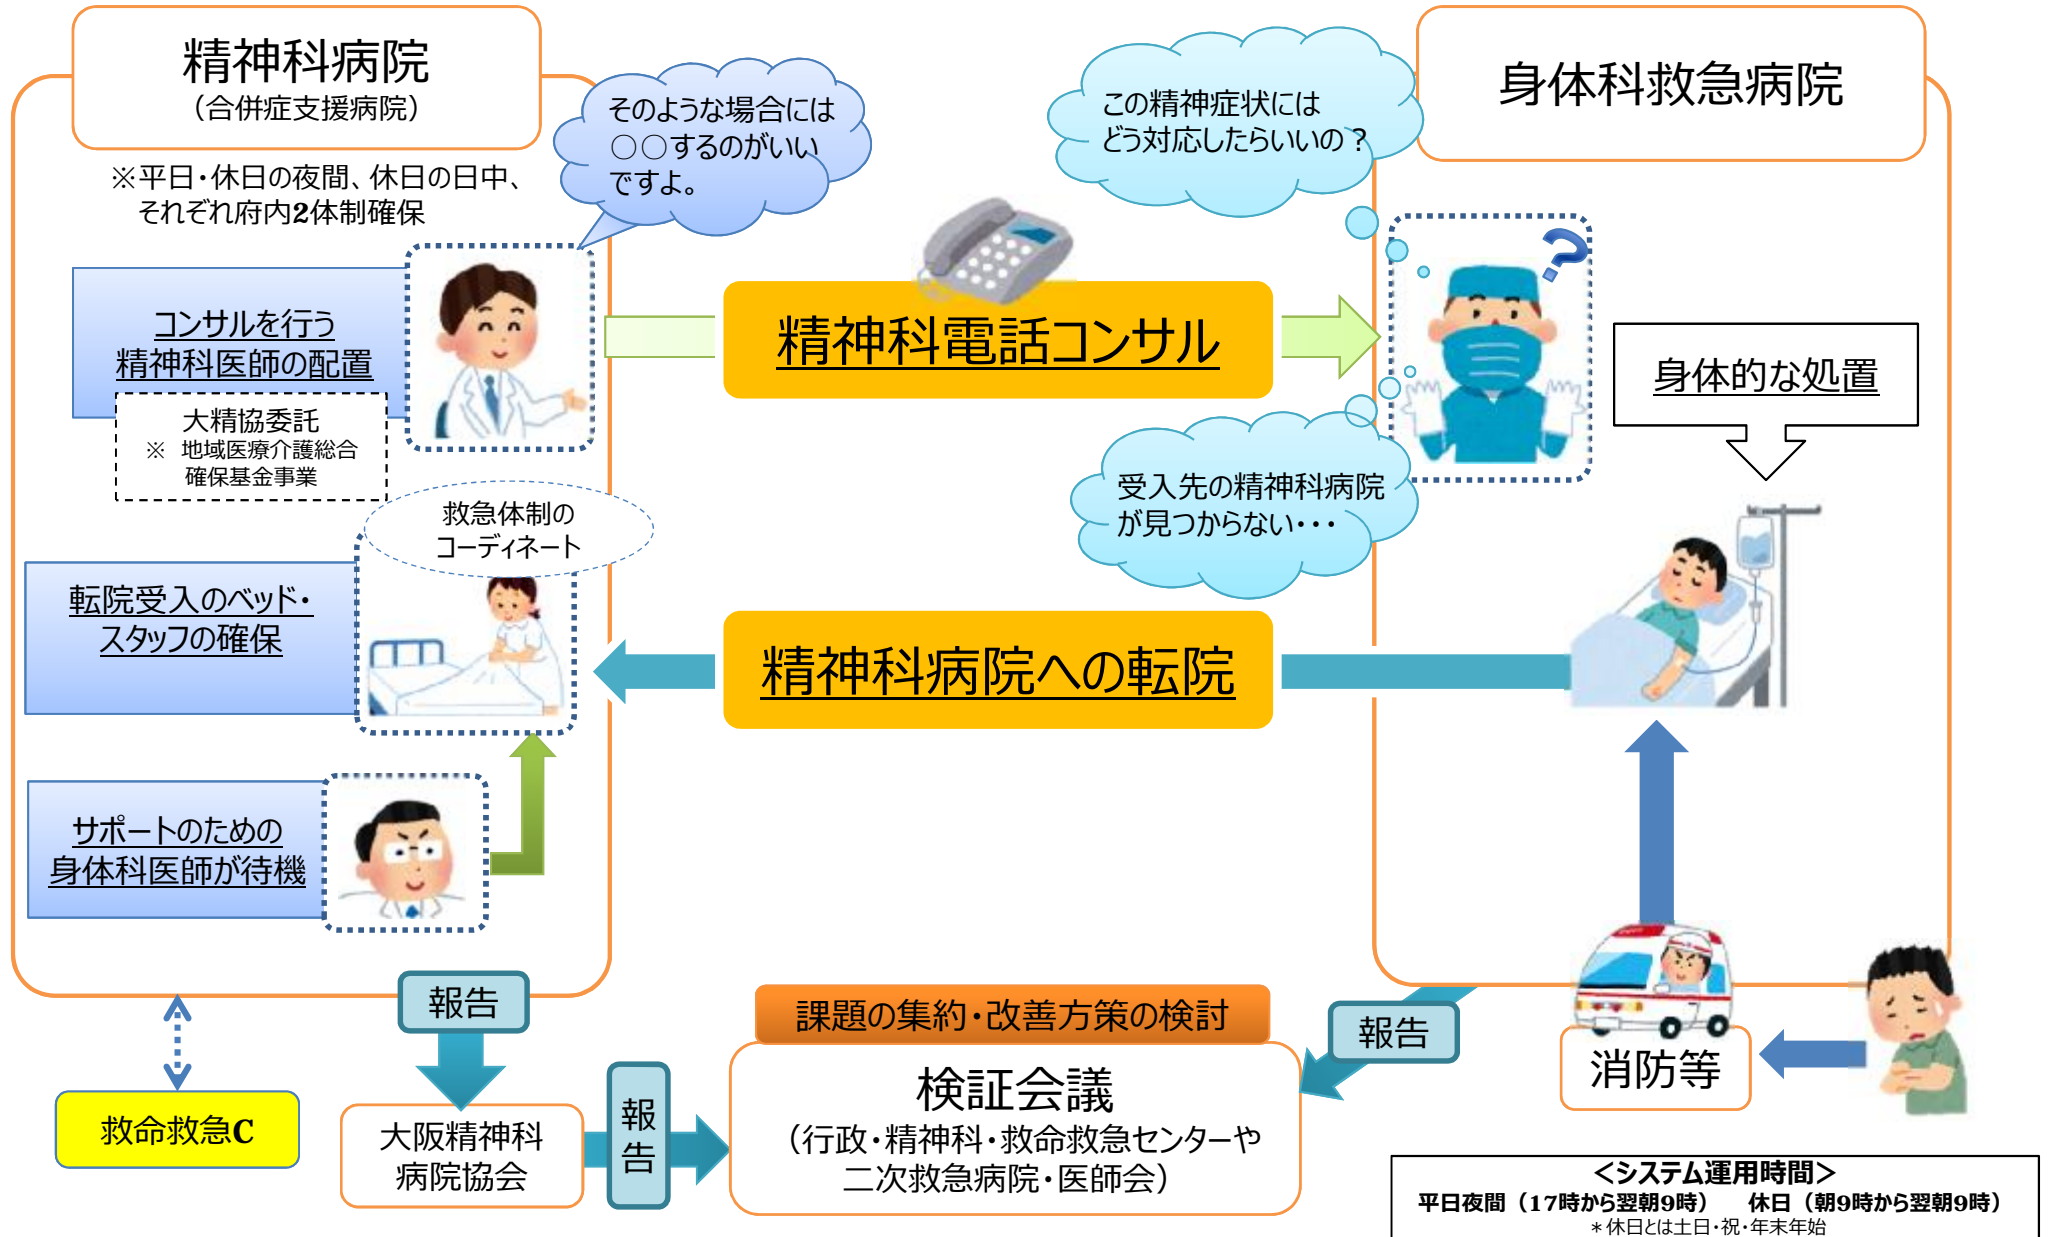 精神科病院
（合併症支援病院）
※平日・休日の夜間、休日の日中、
それぞれ府内2体制確保
そのような場合には
○○するのがいい
ですよ。
この精神症状には
どう対応したらいいの？
身体科救急病院
コンサルを行う
精神科医師の配置
大精協委託
※ 地域医療介護総合
確保基金事業
精神科電話コンサル
?
身体的な処置
受入先の精神科病院
が見つからない・・・
救急体制の
コーディネート
転院受入のベッド・
スタッフの確保
精神科病院への転院
サポートのための
身体科医師が待機
報告
課題の集約・改善方策の検討
報告
検証会議
（行政・精神科・救命救急センターや
二次救急病院・医師会）
消防等
救命救急C
大阪精神科
病院協会
報
告
＜システム運用時間＞
平日夜間（17時から翌朝9時）　休日（朝9時から翌朝9時）
＊休日とは土日・祝・年末年始